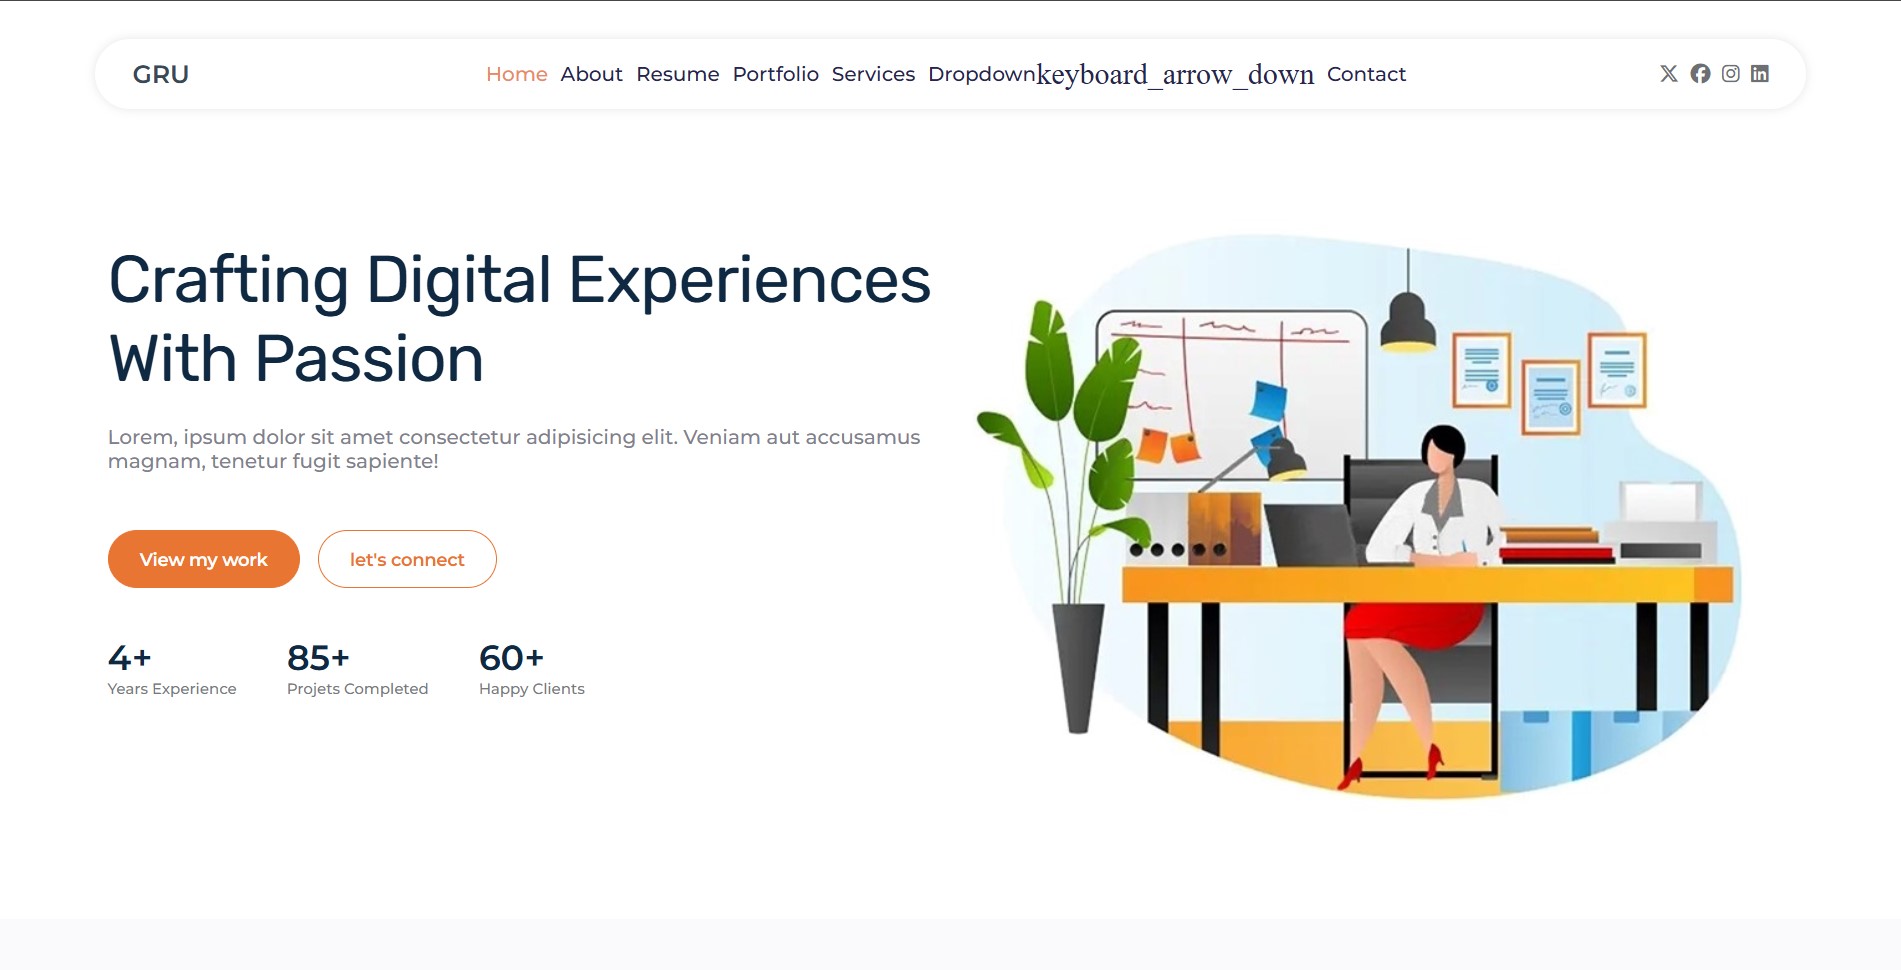 GRU
Home About Resume Portfolio Services Dropdownkeyboard_arrow_down Contact
Crafting Digital Experiences
With Passion
Lorem, ipsum dolor sit amet consectetur adipisicing elit. Veniam aut accusamus
magnam, tenetur fugit sapiente!
View my work
let's connect
4+
Years Experience
85+
Projets Completed
60+
Happy Clients